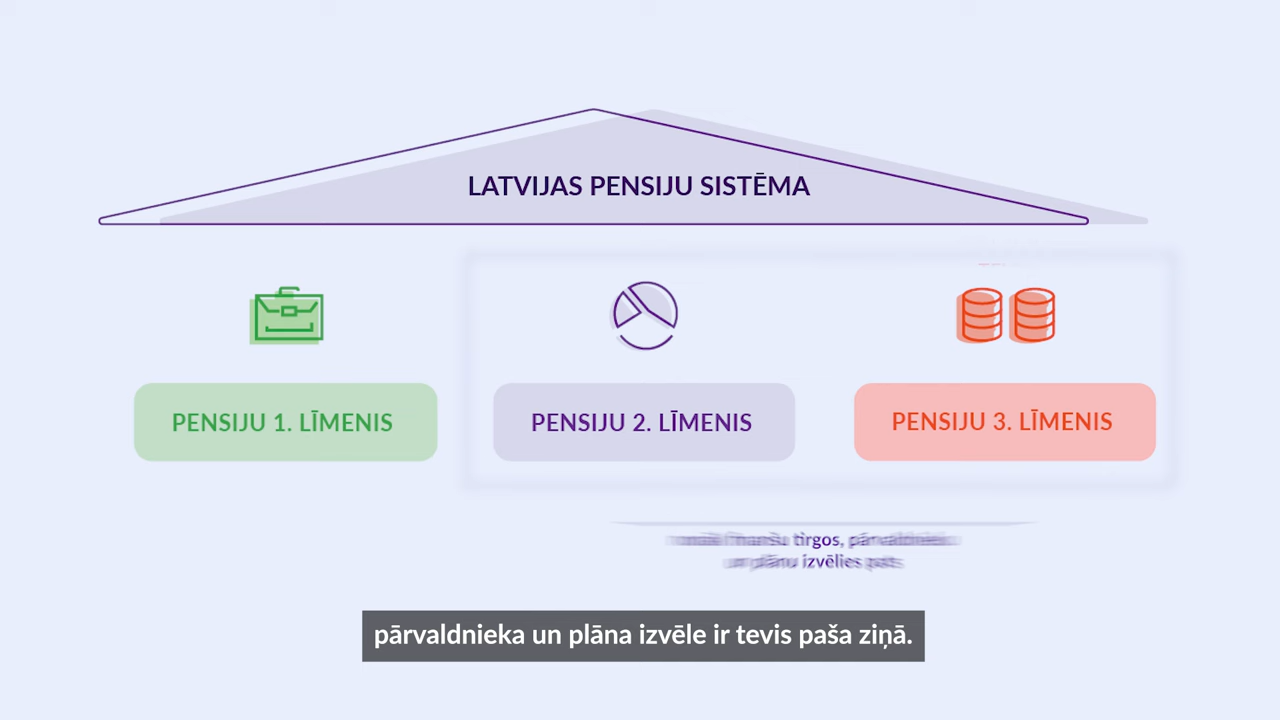 LATVIJAS PENSIJU SISTĒMA
PENSIJU 1. LĪMENIS
PENSIJU 2. LĪMENIS
PENSIJU 3. LĪMENIS
tirgos,
izvēlies
pārvaldnieka un plāna izvēle ir tevis paša ziņā.